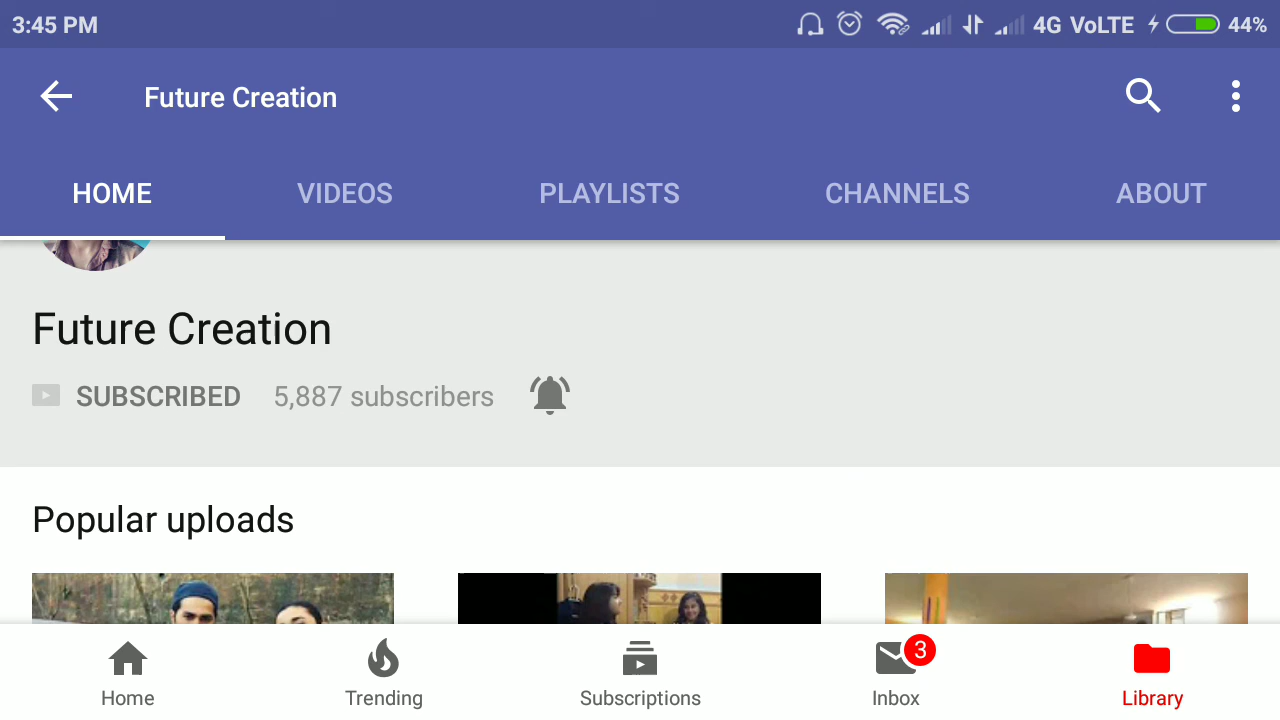 3:45 PM 4G VoLTE 44%
Future Creation
HOME VIDEOS PLAYLISTS CHANNELS ABOUT
Future Creation
SUBSCRIBED 5,887 subscribers
Popular uploads
3
Home Trending Subscriptions Inbox Library